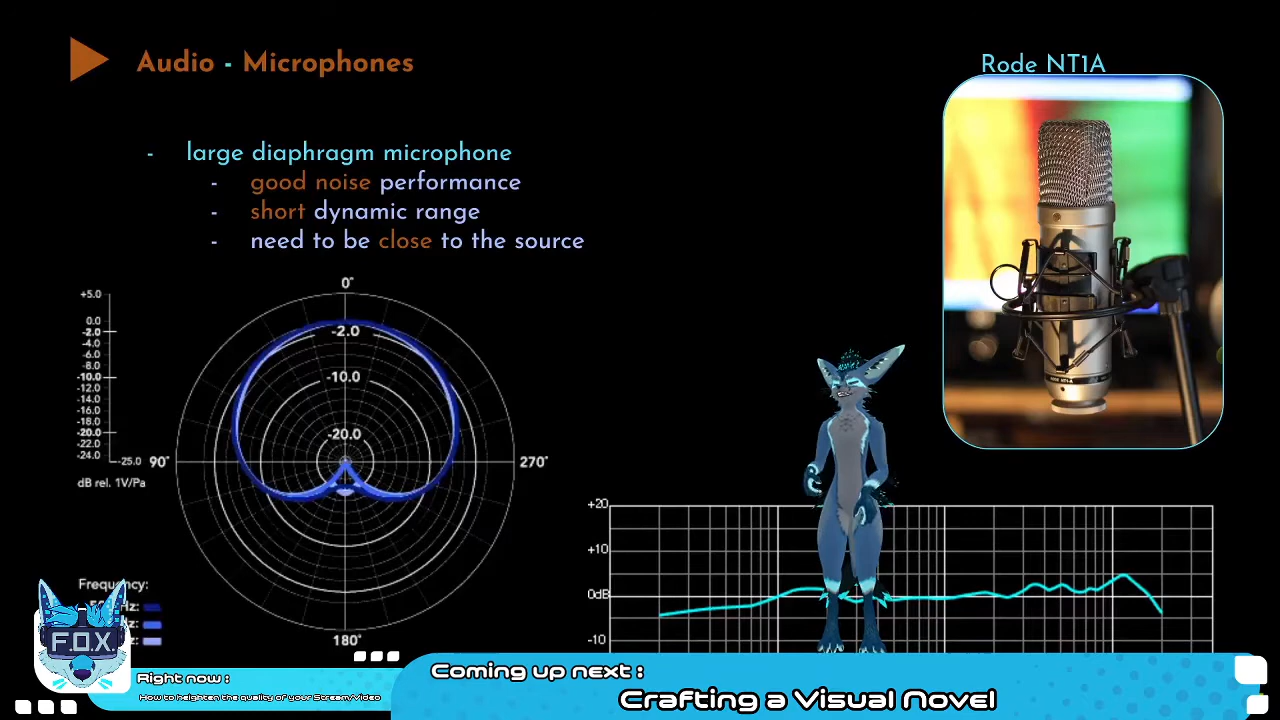 Audio - Microphones
Rode NT1A
- large diaphragm microphone
- good noise performance
- short dynamic range
- need to be close to the source
0°
+5.0
0.0
-2.0
-4.0
-6.0
-8.0
-10.0
-12.0
-14.0
-16.0
-18.0
-20.0
-22.0
-24.0
-25.0
dB rel. 1V/Pa
-2.0
-10.0
-20.0
90°
270°
180°
+20
+10
0dB
-10
RODE NT1-A
Frequency:
Hz:
Hz:
F.O.X.
Right now :
How to heighten the quality of your Stream/Video
Coming up next :
Crafting a Visual Novel